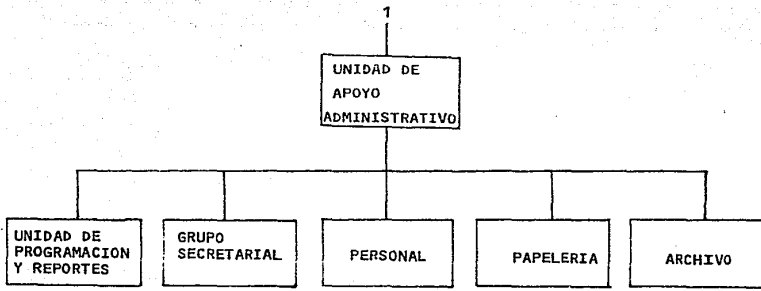 1
UNIDAD DE
APOYO
ADMINISTRATIVO
UNIDAD DE
PROGRAMACION
Y REPORTES
GRUPO
SECRETARIAL
PERSONAL
PAPELERIA
ARCHIVO